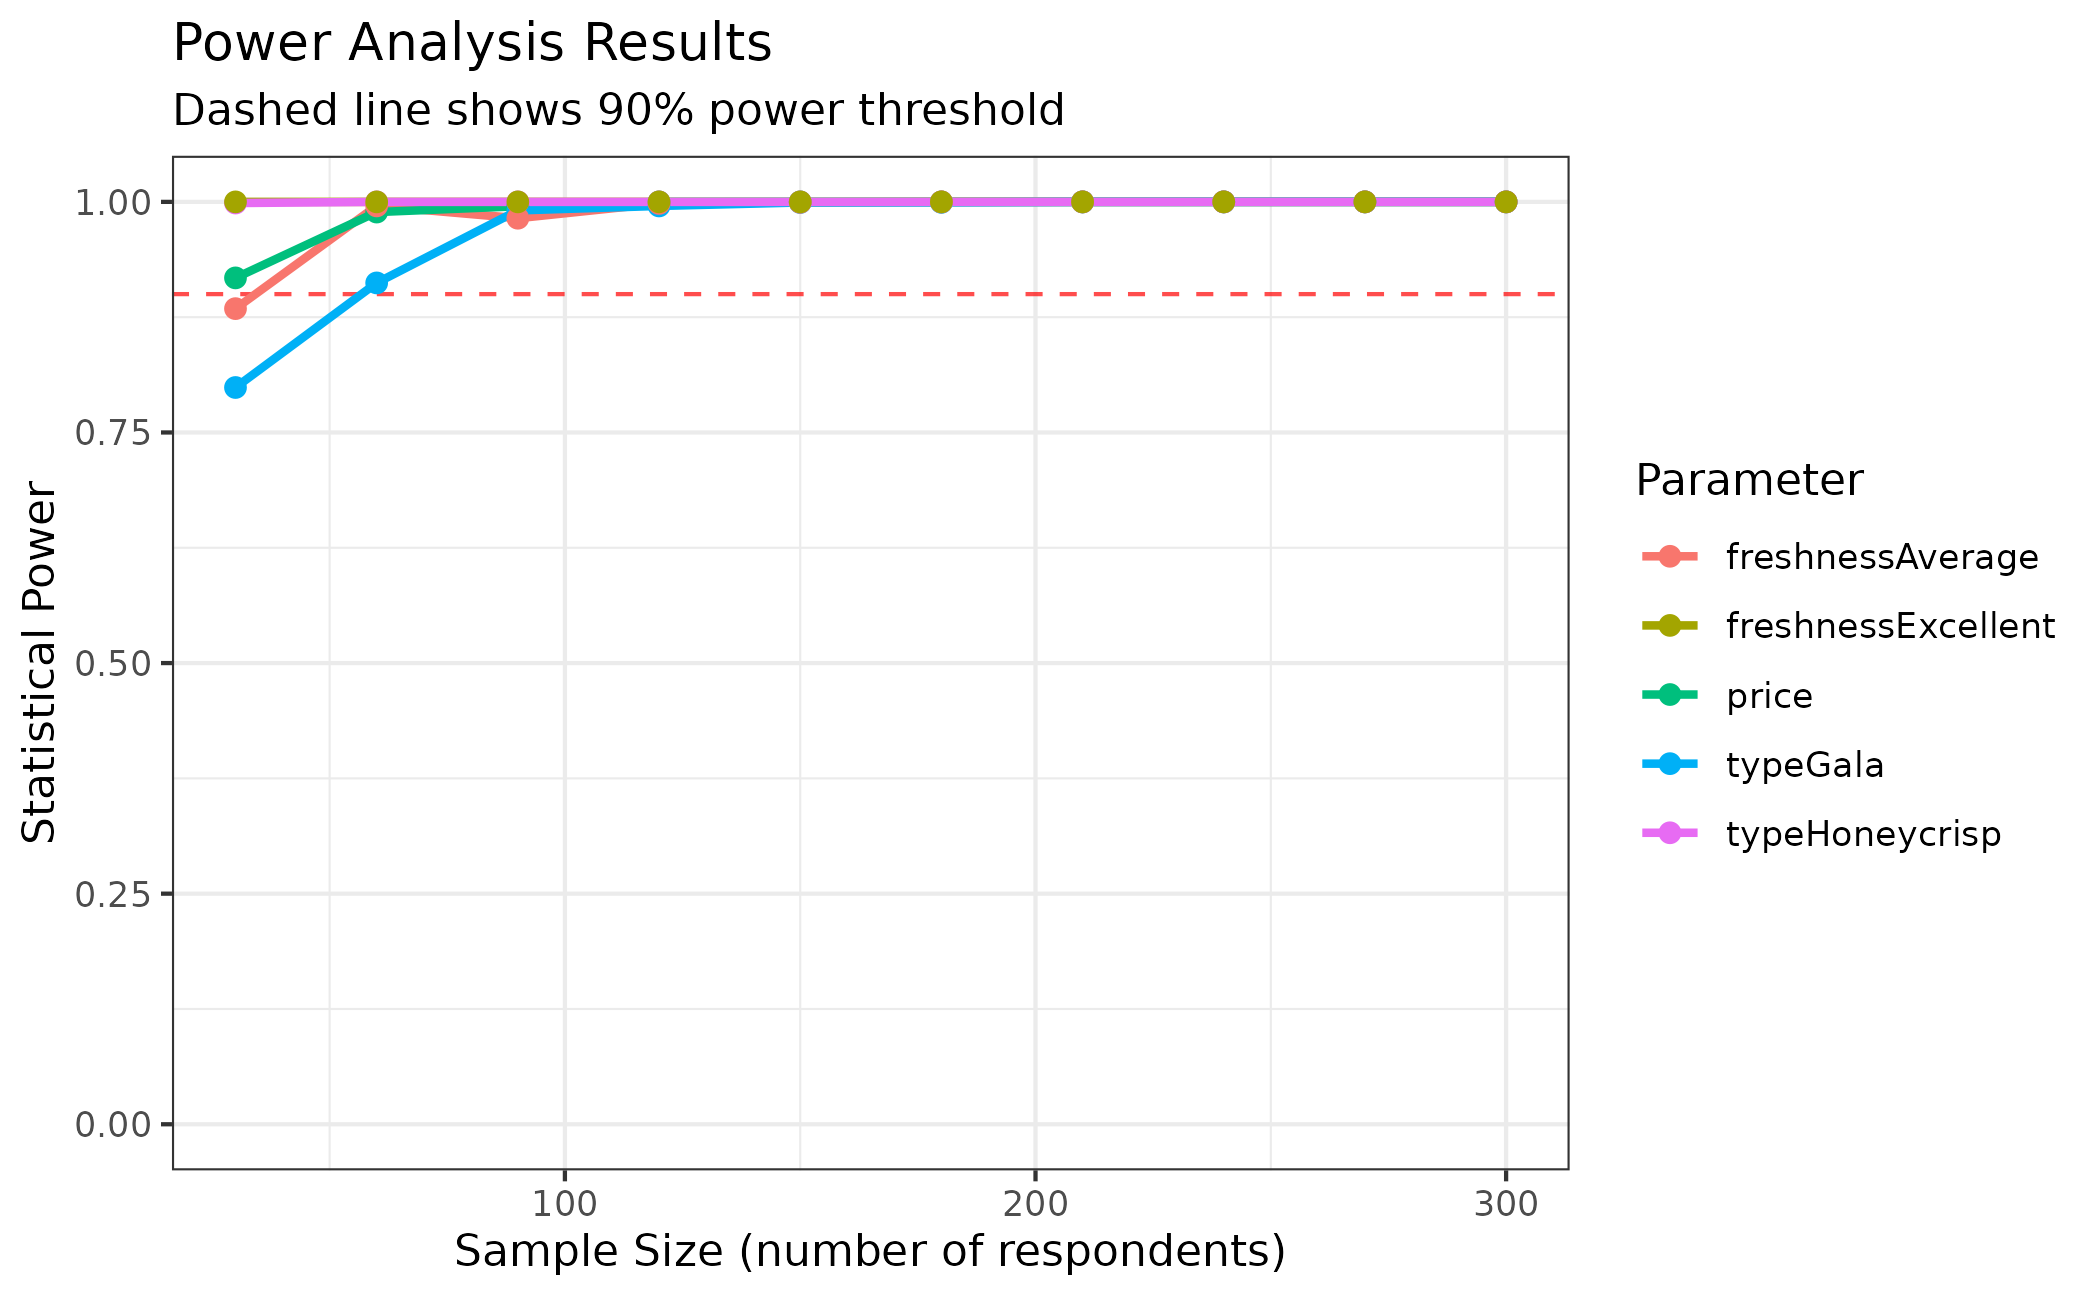 Power Analysis Results
Dashed line shows 90% power threshold
1.00
0.75
0.50
0.25
0.00
Statistical Power
100 200 300
Sample Size (number of respondents)
Parameter
freshnessAverage
freshnessExcellent
price
typeGala
typeHoneycrisp